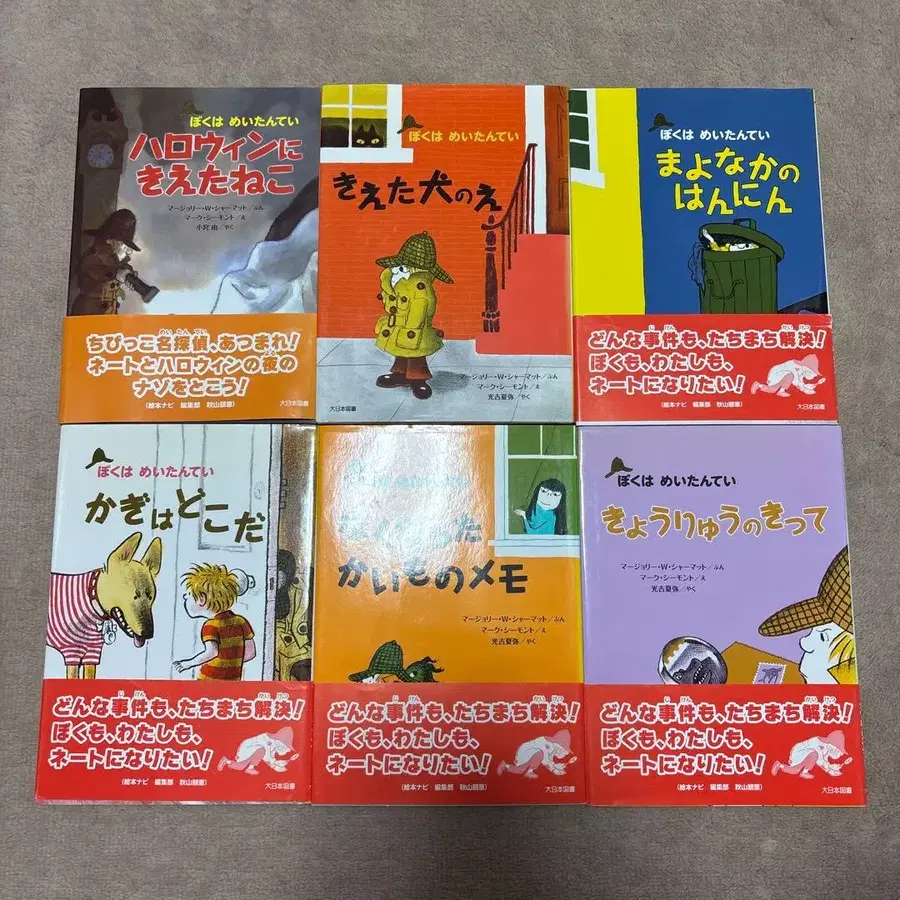 ぼくは めいたんてい
ハロウィンに
きえたねこ
マージョリー・W・シャーマット/ぶん
マーク・シーモント/え
小宮 由/やく
ちびっこ名探偵、あつまれ!
ネートとハロウィンの夜の
ナゾをとこう!
(絵本ナビ 編集部 秋山朋恵)
大日本図書
ぼくは めいたんてい
きえた犬のえ
マージョリー・W・シャーマット/ぶん
マーク・シーモント/え
光吉夏弥/やく
大日本図書
ぼくは めいたんてい
まよなかの
はんにん
どんな事件も、たちまち解決!
ぼくも、わたしも、
ネートになりたい!
(絵本ナビ 編集部 秋山朋恵)
大日本図書
ぼくは めいたんてい
かぎはどこだ
どんな事件も、たちまち解決!
ぼくも、わたしも、
ネートになりたい!
(絵本ナビ 編集部 秋山朋恵)
大日本図書
かいものメモ
マージョリー・W・シャーマット/ぶん
マーク・シーモント/え
光吉夏弥/やく
どんな事件も、たちまち解決!
ぼくも、わたしも、
ネートになりたい!
(絵本ナビ 編集部 秋山朋恵)
大日本図書
ぼくは めいたんてい
きょうりゅうのきって
マージョリー・W・シャーマット/ぶん
マーク・シーモント/え
光吉夏弥/やく
どんな事件も、たちまち解決!
ぼくも、わたしも、
ネートになりたい!
(絵本ナビ 編集部 秋山朋恵)
大日本図書